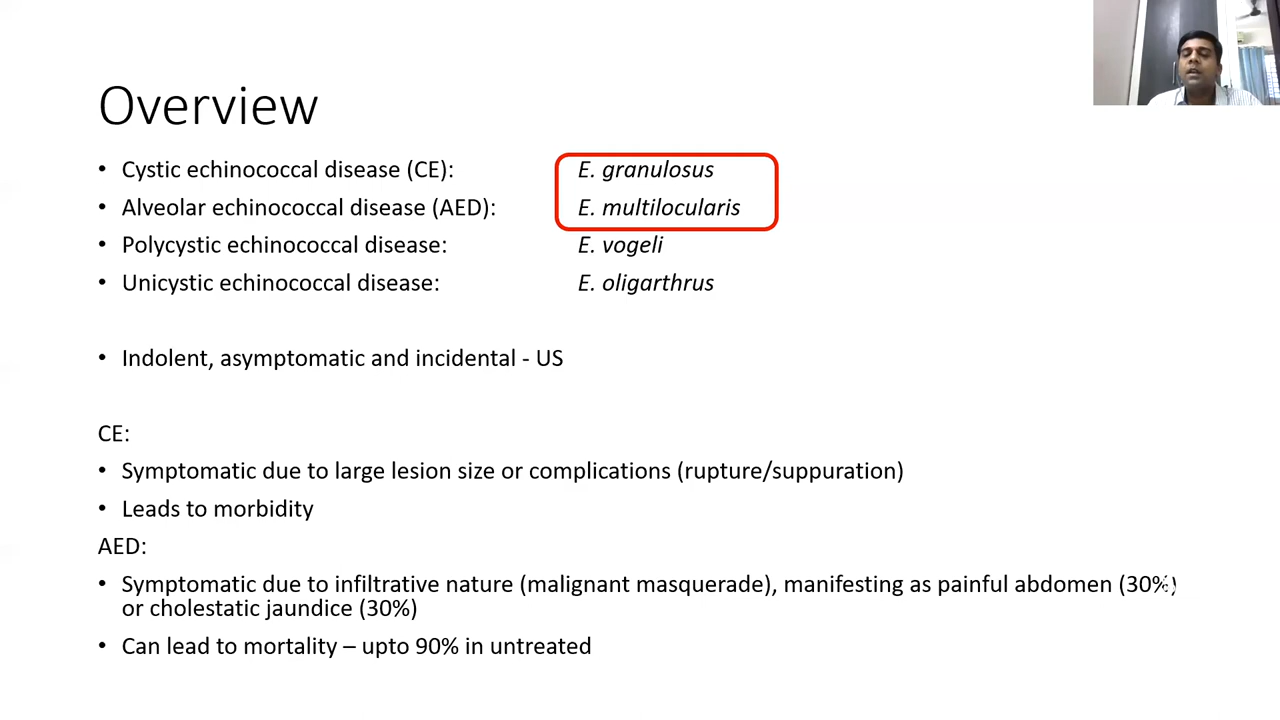 Overview
• Cystic echinococcal disease (CE): E. granulosus
• Alveolar echinococcal disease (AED): E. multilocularis
• Polycystic echinococcal disease: E. vogeli
• Unicystic echinococcal disease: E. oligarthrus
• Indolent, asymptomatic and incidental - US
CE:
• Symptomatic due to large lesion size or complications (rupture/suppuration)
• Leads to morbidity
AED:
• Symptomatic due to infiltrative nature (malignant masquerade), manifesting as painful abdomen (30%)
or cholestatic jaundice (30%)
• Can lead to mortality – upto 90% in untreated